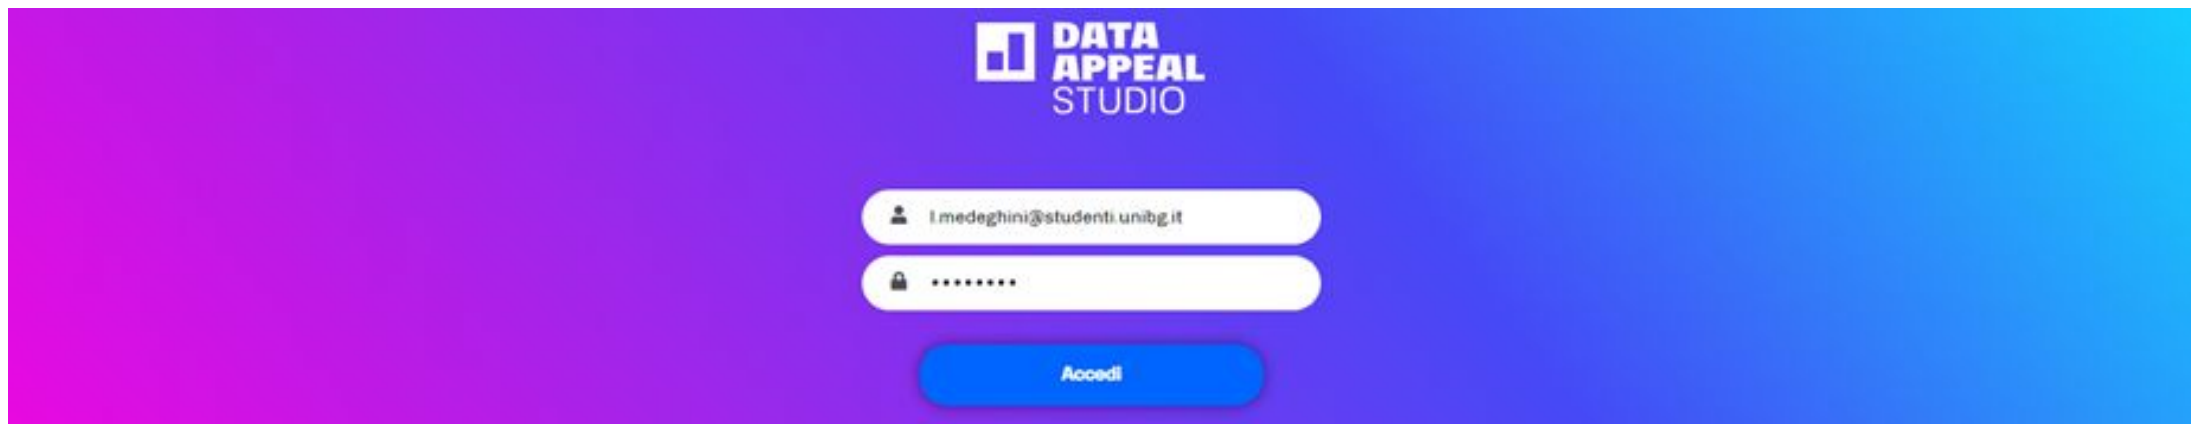 DATA
APPEAL
STUDIO
l.medeghini@studenti.unibg.it
••••••••
Accedi